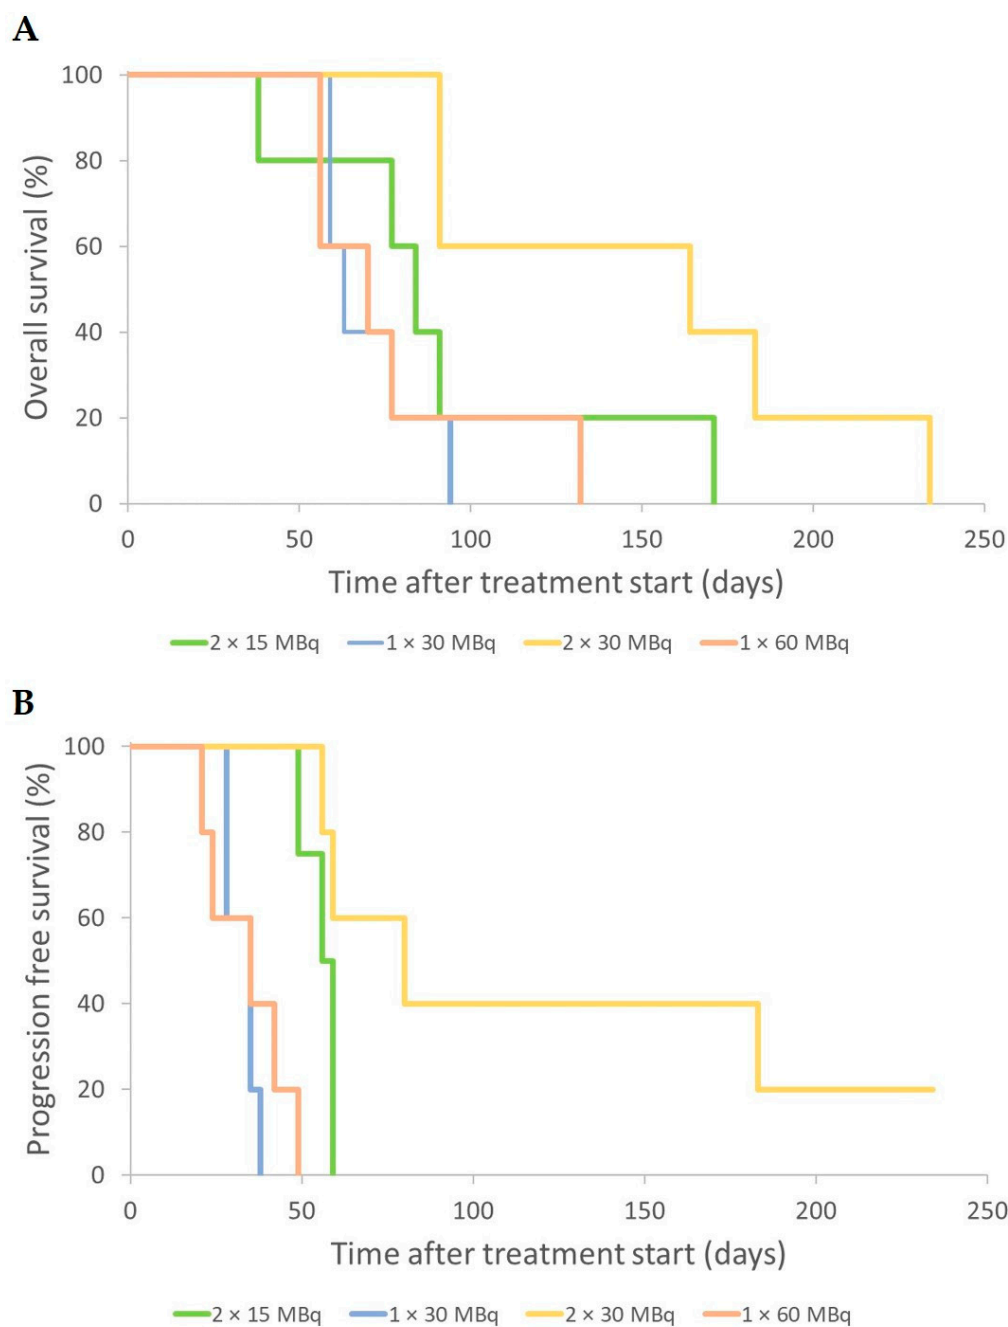 A
Overall survival (%)
100
80
60
40
20
0
0 50 100 150 200 250
Time after treatment start (days)
2 × 15 MBq 1 × 30 MBq 2 × 30 MBq 1 × 60 MBq
B
Progression free survival (%)
100
80
60
40
20
0
0 50 100 150 200 250
Time after treatment start (days)
2 × 15 MBq 1 × 30 MBq 2 × 30 MBq 1 × 60 MBq